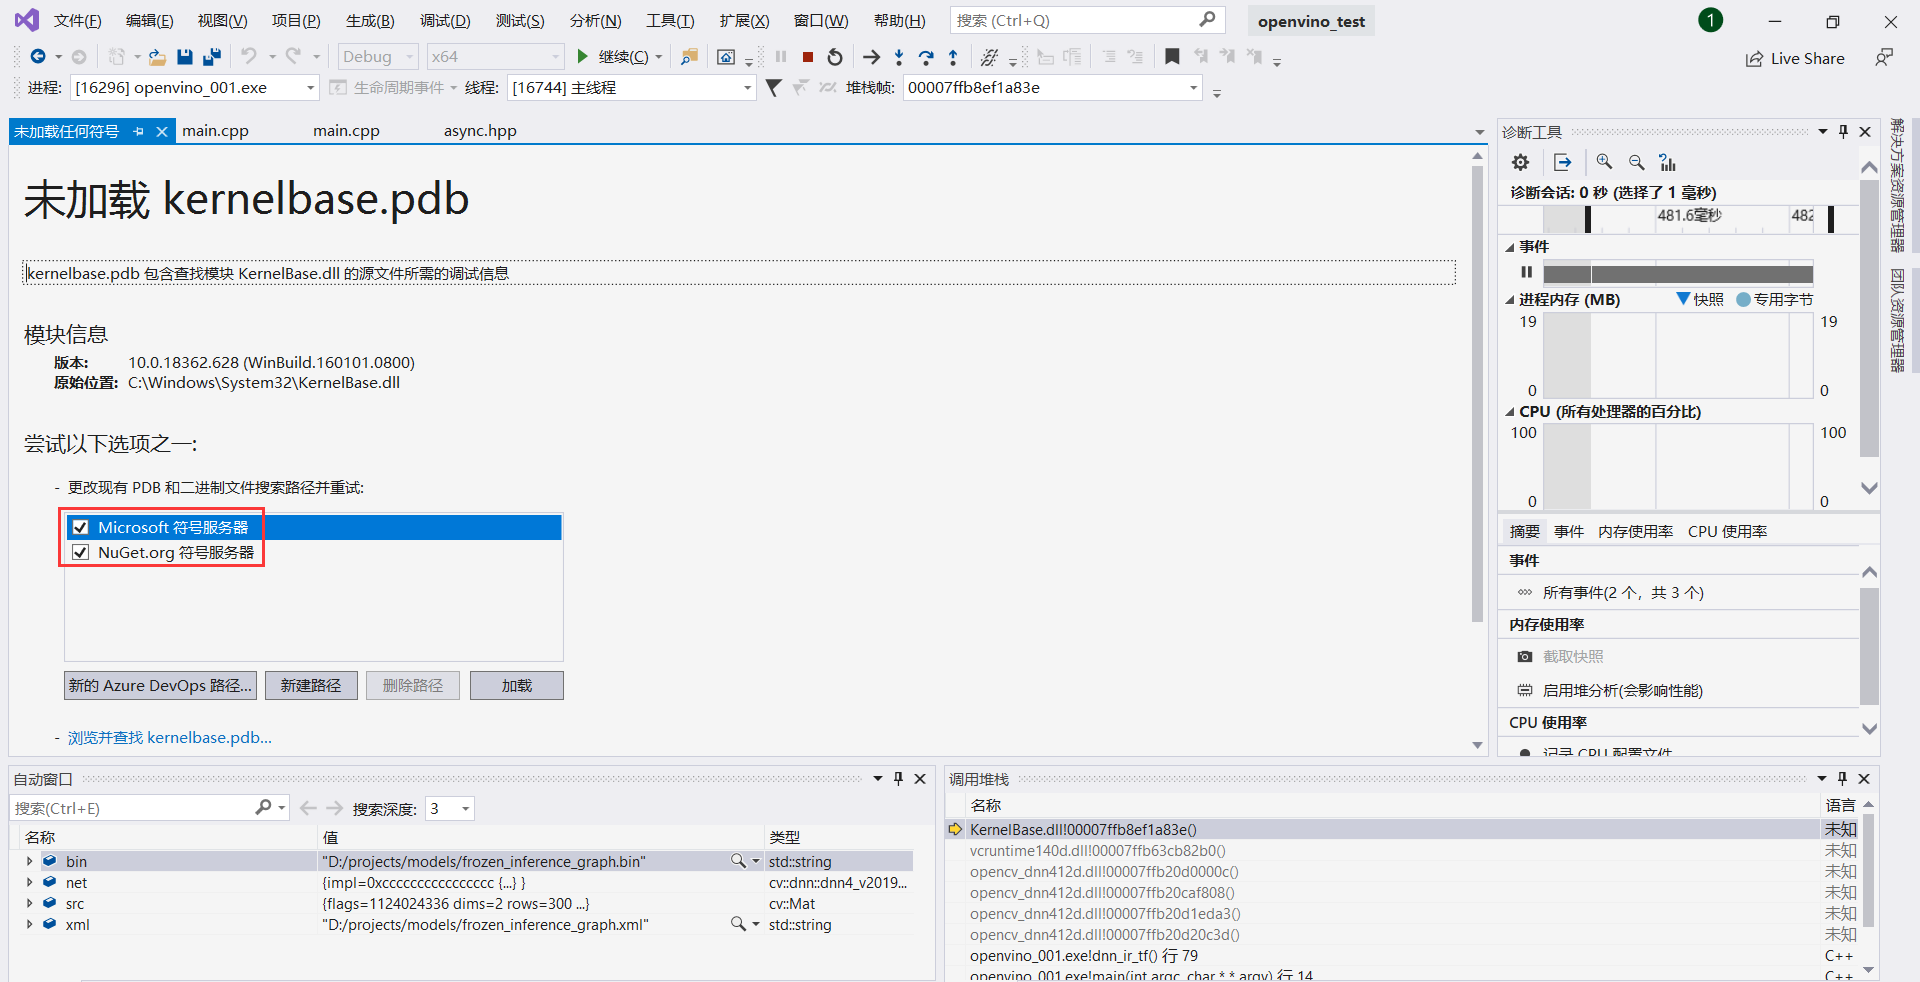 文件(F) 编辑(E) 视图(V) 项目(P) 生成(B) 调试(D) 测试(S) 分析(N) 工具(T) 扩展(X) 窗口(W) 帮助(H) 搜索 (Ctrl+Q) openvino_test 1
Debug x64 继续(C) Live Share
进程: [16296] openvino_001.exe 生命周期事件 线程: [16744] 主线程 堆栈帧: 00007ffb8ef1a83e
未加载任何符号 main.cpp main.cpp async.hpp
未加载 kernelbase.pdb
kernelbase.pdb 包含查找模块 KernelBase.dll 的源文件所需的调试信息
模块信息
版本: 10.0.18362.628 (WinBuild.160101.0800)
原始位置: C:\Windows\System32\KernelBase.dll
尝试以下选项之一:
- 更改现有 PDB 和二进制文件搜索路径并重试:
Microsoft 符号服务器
NuGet.org 符号服务器
新的 Azure DevOps 路径... 新建路径 删除路径 加载
- 浏览并查找 kernelbase.pdb...
诊断工具
诊断会话: 0 秒 (选择了 1 毫秒)
481.6毫秒 482
事件
进程内存 (MB) 快照 专用字节
19 19
0 0
CPU (所有处理器的百分比)
100 100
0 0
摘要 事件 内存使用率 CPU 使用率
事件
所有事件(2 个，共 3 个)
内存使用率
截取快照
启用堆分析(会影响性能)
CPU 使用率
记录 CPU 配置文件
解决方案资源管理器
团队资源管理器
自动窗口
搜索(Ctrl+E) 搜索深度: 3
名称 值 类型
bin "D:/projects/models/frozen_inference_graph.bin" std::string
net {impl=0xcccccccccccccccc {...} } cv::dnn::dnn4_v2019...
src {flags=1124024336 dims=2 rows=300 ...} cv::Mat
xml "D:/projects/models/frozen_inference_graph.xml" std::string
调用堆栈
名称 语言
KernelBase.dll!00007ffb8ef1a83e() 未知
vcruntime140d.dll!00007ffb63cb82b0() 未知
opencv_dnn412d.dll!00007ffb20d0000c() 未知
opencv_dnn412d.dll!00007ffb20caf808() 未知
opencv_dnn412d.dll!00007ffb20d1eda3() 未知
opencv_dnn412d.dll!00007ffb20d20c3d() 未知
openvino_001.exe!dnn_ir_tf() 行 79 C++
openvino_001.exe!main(int argc, char * * argv) 行 14 C++